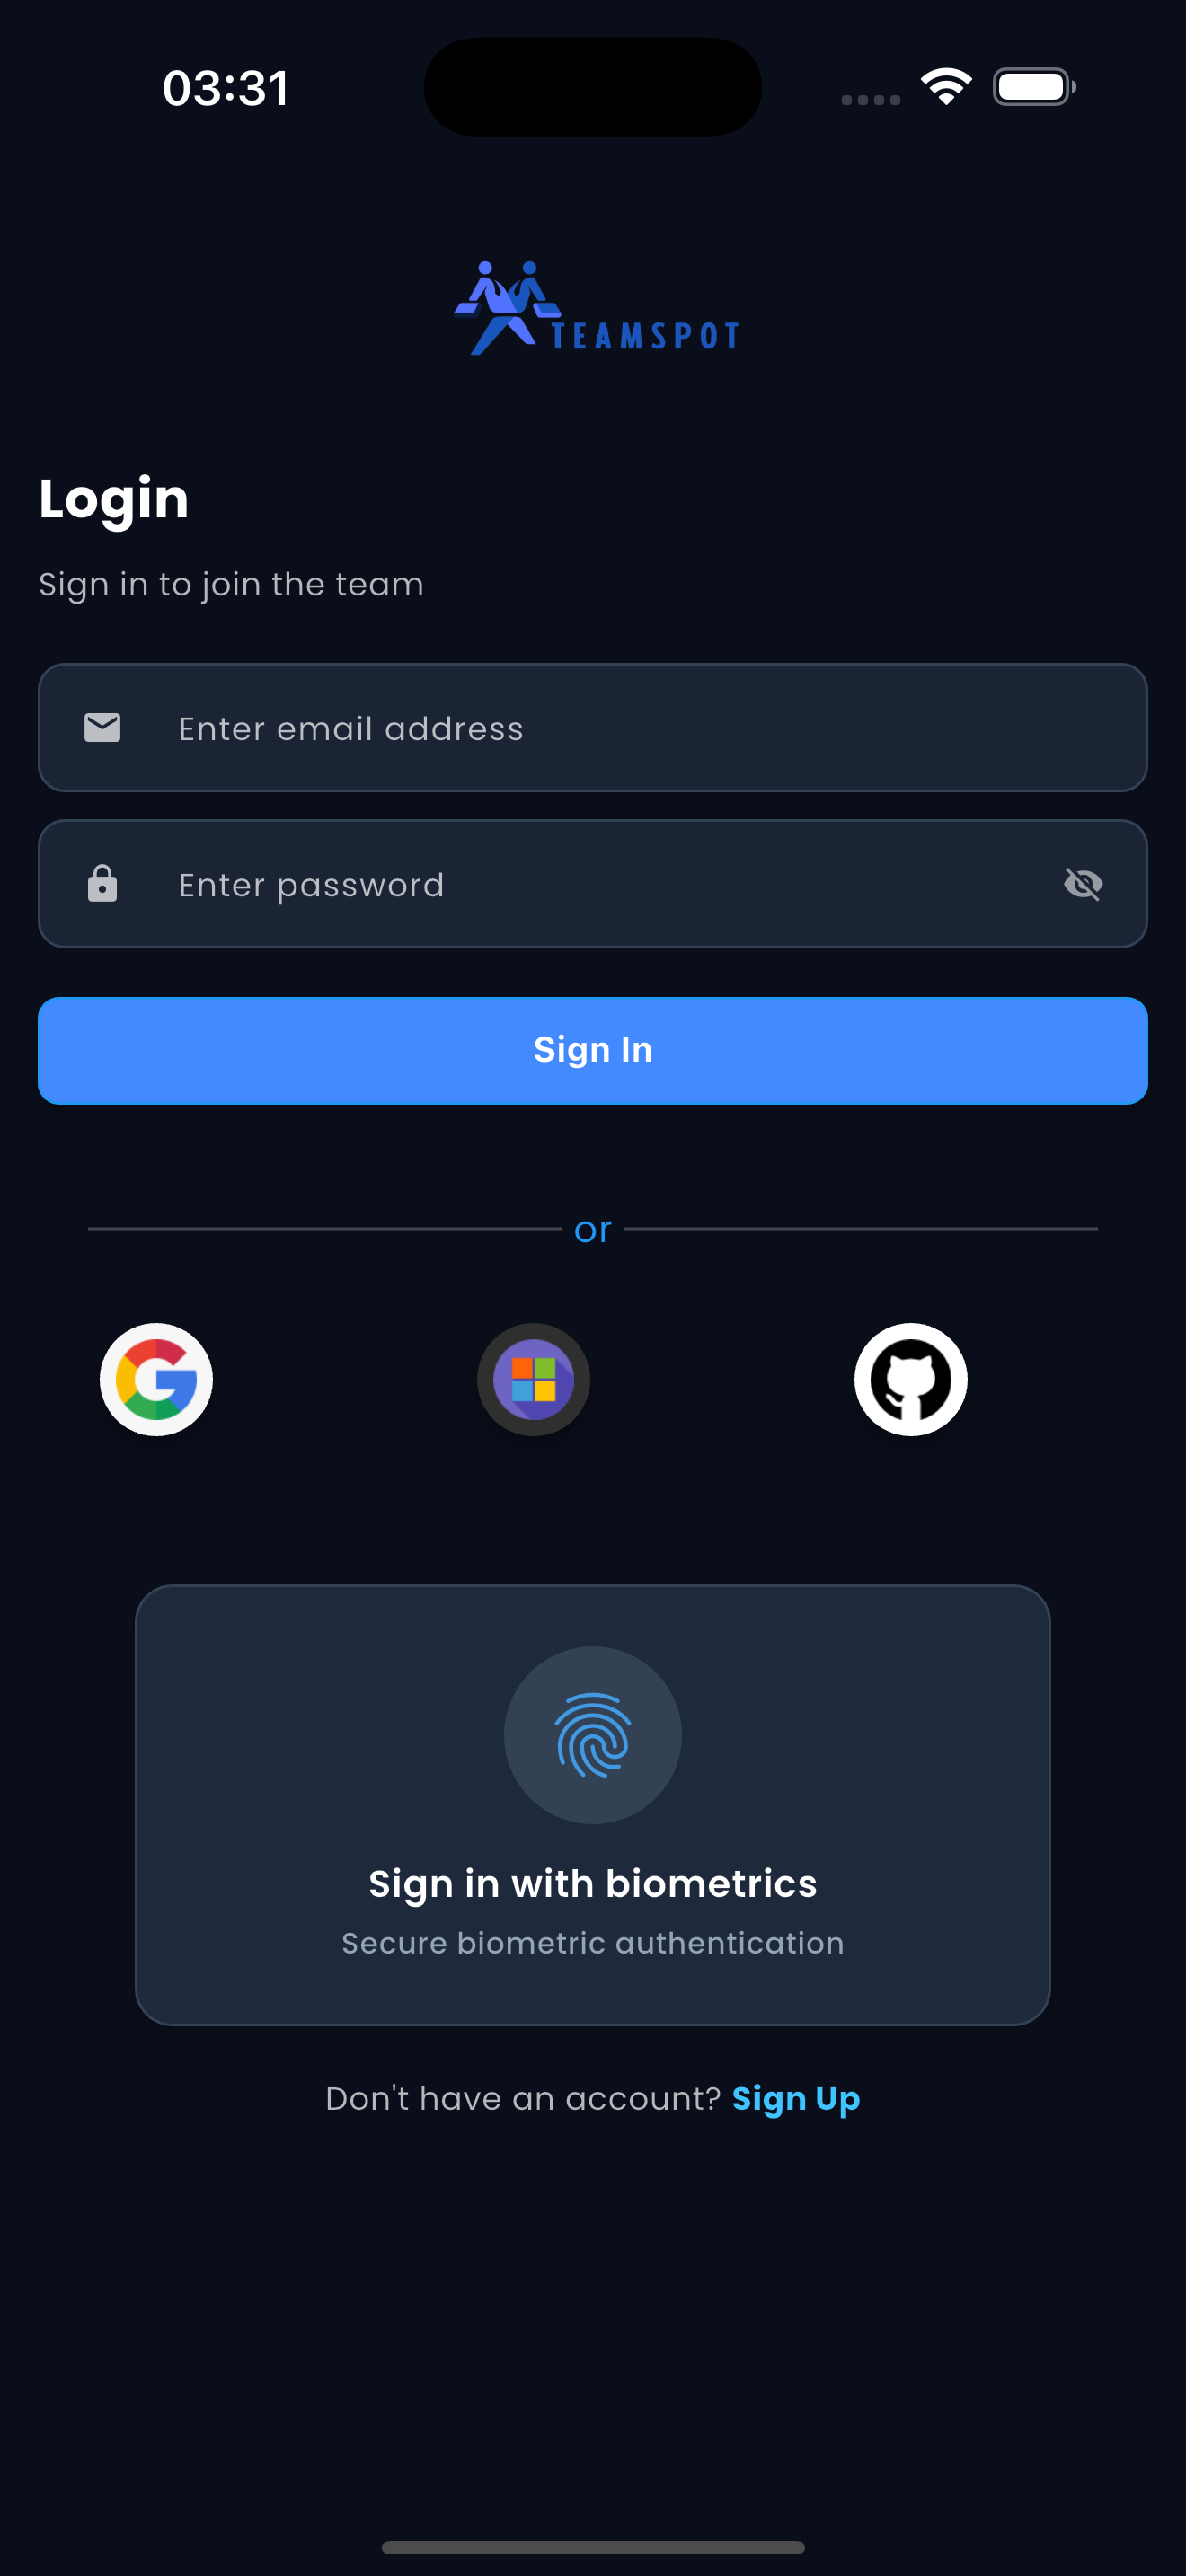 03:31
TEAMSPOT
Login
Sign in to join the team
Enter email address
Enter password
Sign In
or
Sign in with biometrics
Secure biometric authentication
Don't have an account? Sign Up